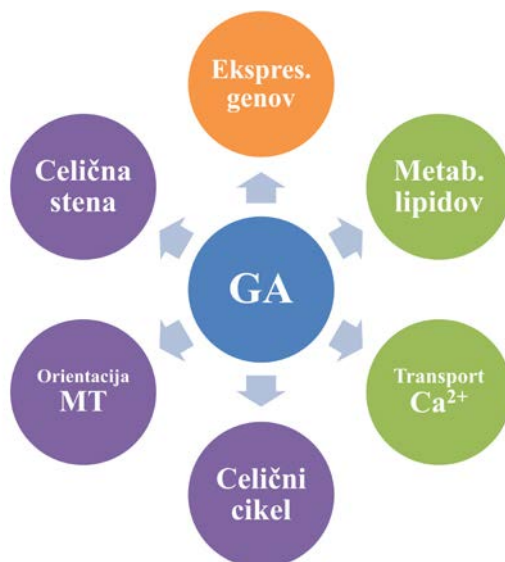 Ekspres.
genov
Celična
stena
Metab.
lipidov
GA
Orientacija
MT
Transport
Ca²⁺
Celični
cikel